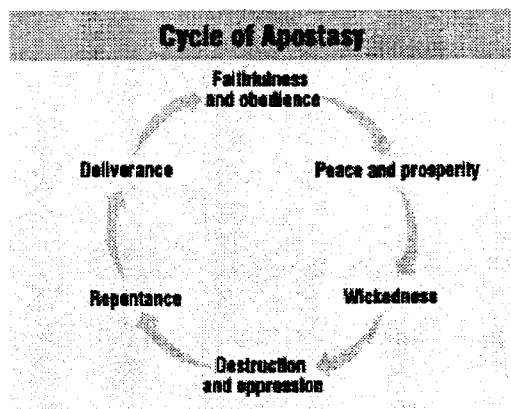 Cycle of Apostasy
Faithfulness
and obedience
Peace and prosperity
Wickedness
Destruction
and oppression
Repentance
Deliverance